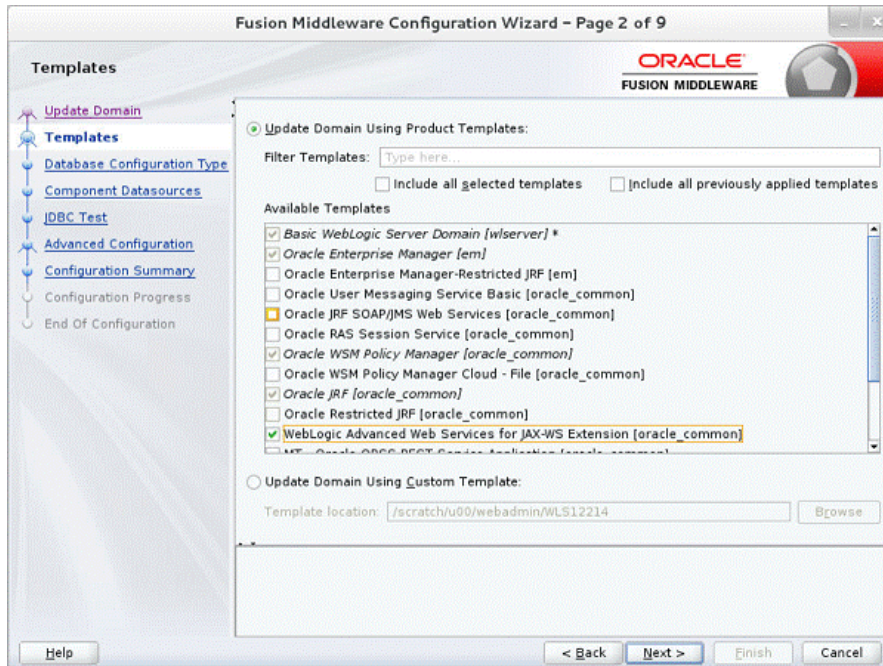 Fusion Middleware Configuration Wizard – Page 2 of 9
Templates
ORACLE
FUSION MIDDLEWARE
Update Domain
Templates
Database Configuration Type
Component Datasources
JDBC Test
Advanced Configuration
Configuration Summary
Configuration Progress
End Of Configuration
Update Domain Using Product Templates:
Filter Templates: Type here...
Include all selected templates Include all previously applied templates
Available Templates
Basic WebLogic Server Domain [wlserver] *
Oracle Enterprise Manager [em]
Oracle Enterprise Manager-Restricted JRF [em]
Oracle User Messaging Service Basic [oracle_common]
Oracle JRF SOAP/JMS Web Services [oracle_common]
Oracle RAS Session Service [oracle_common]
Oracle WSM Policy Manager [oracle_common]
Oracle WSM Policy Manager Cloud - File [oracle_common]
Oracle JRF [oracle_common]
Oracle Restricted JRF [oracle_common]
WebLogic Advanced Web Services for JAX-WS Extension [oracle_common]
Update Domain Using Custom Template:
Template location: /scratch/u00/webadmin/WLS12214 Browse
Help < Back Next > Finish Cancel